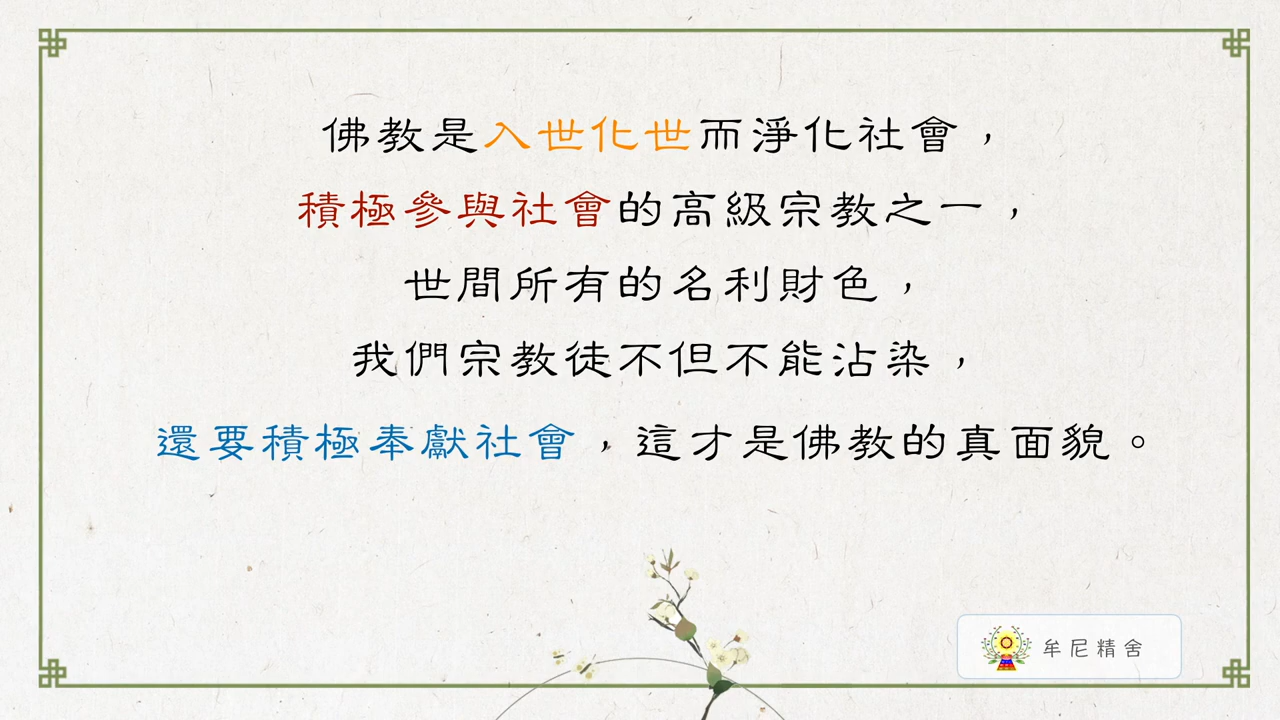 佛教是入世化世而淨化社會，
積極參與社會的高級宗教之一，
世間所有的名利財色，
我們宗教徒不但不能沾染，
還要積極奉獻社會，這才是佛教的真面貌。
牟尼精舍